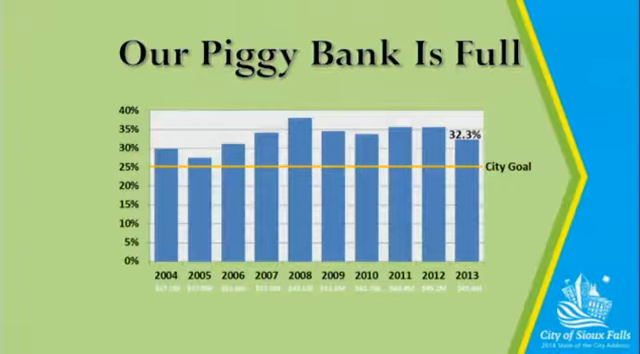 Our Piggy Bank Is Full
40%
35%
32.3%
30%
25%
City Goal
20%
15%
10%
5%
0%
2004 2005 2006 2007 2008 2009 2010 2011 2012 2013
City of Sioux Falls
2014 State of the City Address